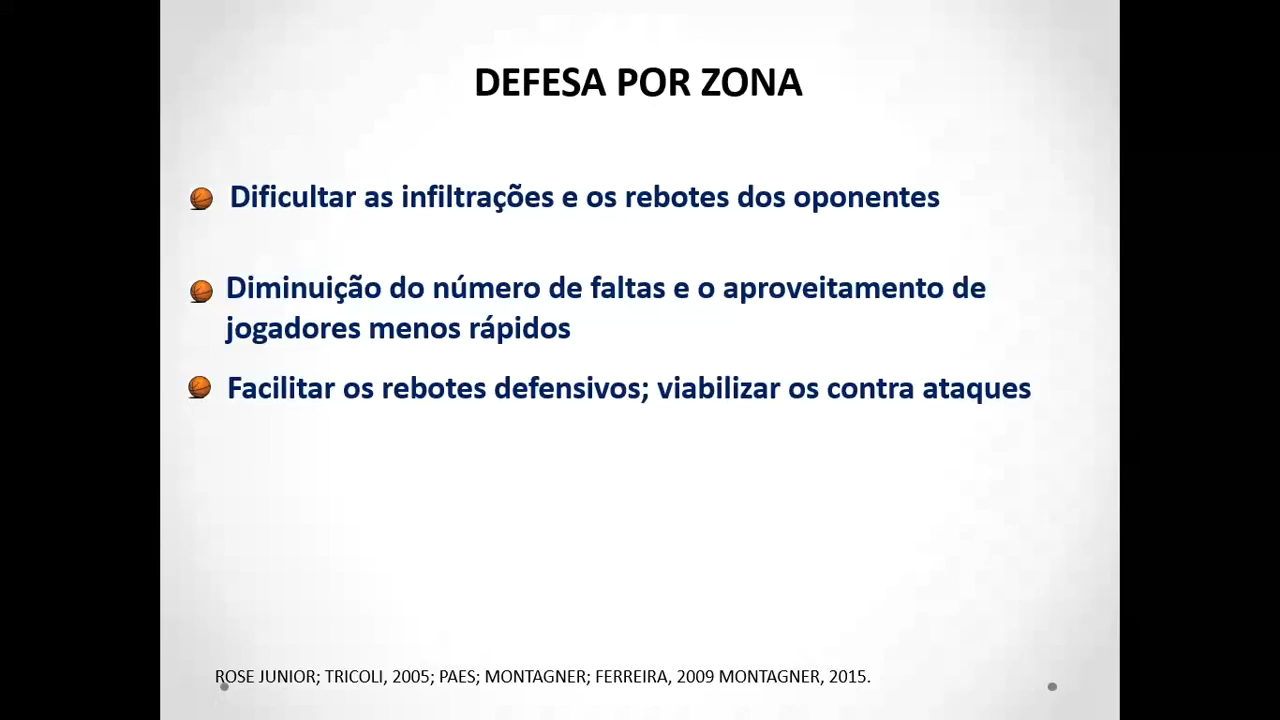 DEFESA POR ZONA
Dificultar as infiltrações e os rebotes dos oponentes
Diminuição do número de faltas e o aproveitamento de
jogadores menos rápidos
Facilitar os rebotes defensivos; viabilizar os contra ataques
ROSE JUNIOR; TRICOLI, 2005; PAES; MONTAGNER; FERREIRA, 2009 MONTAGNER, 2015.